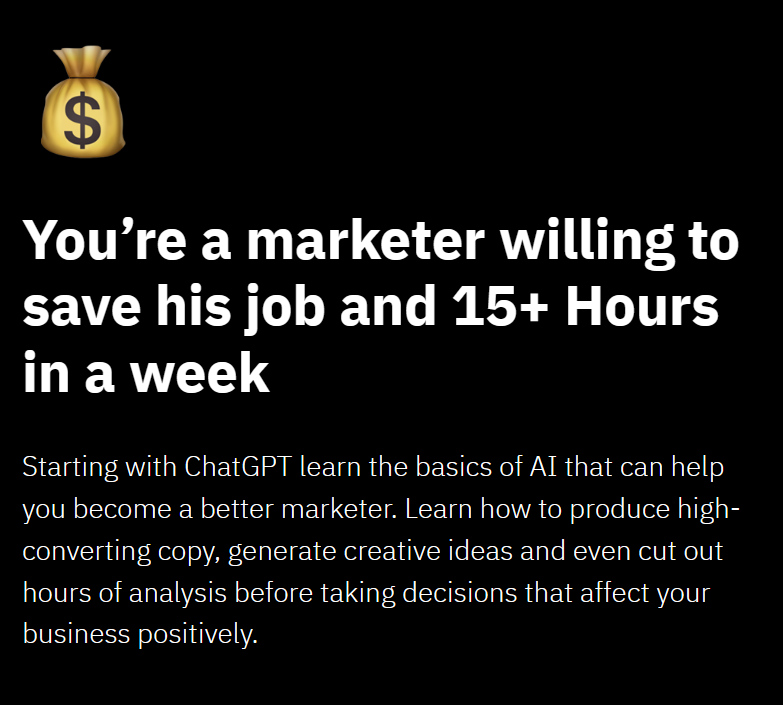 $
You’re a marketer willing to
save his job and 15+ Hours
in a week
Starting with ChatGPT learn the basics of AI that can help
you become a better marketer. Learn how to produce high-
converting copy, generate creative ideas and even cut out
hours of analysis before taking decisions that affect your
business positively.